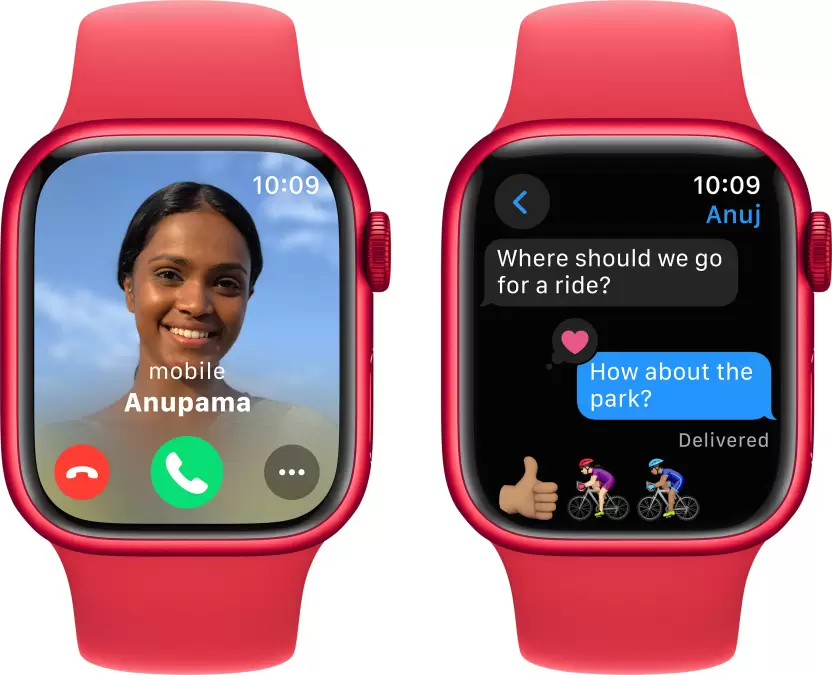 10:09
mobile
Anupama
10:09
Anuj
Where should we go
for a ride?
How about the
park?
Delivered